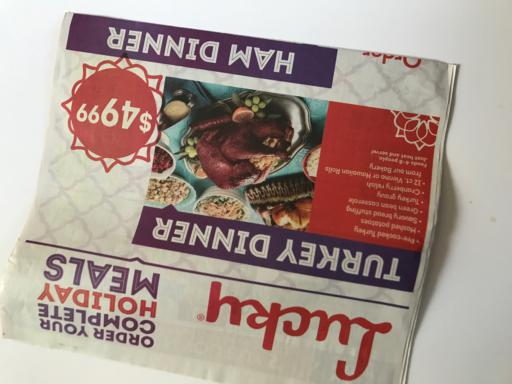 Lucky®
ORDER YOUR
COMPLETE
HOLIDAY
MEALS
TURKEY DINNER
• Pre-cooked Turkey
• Mashed potatoes
• Savory bread stuffing
• Green bean casserole
• Turkey gravy
• Cranberry relish
• 12 ct. Vienna or Hawaiian Rolls
from our Bakery
Feeds 6-8 people.
Just heat and serve!
$4999
HAM DINNER
Order